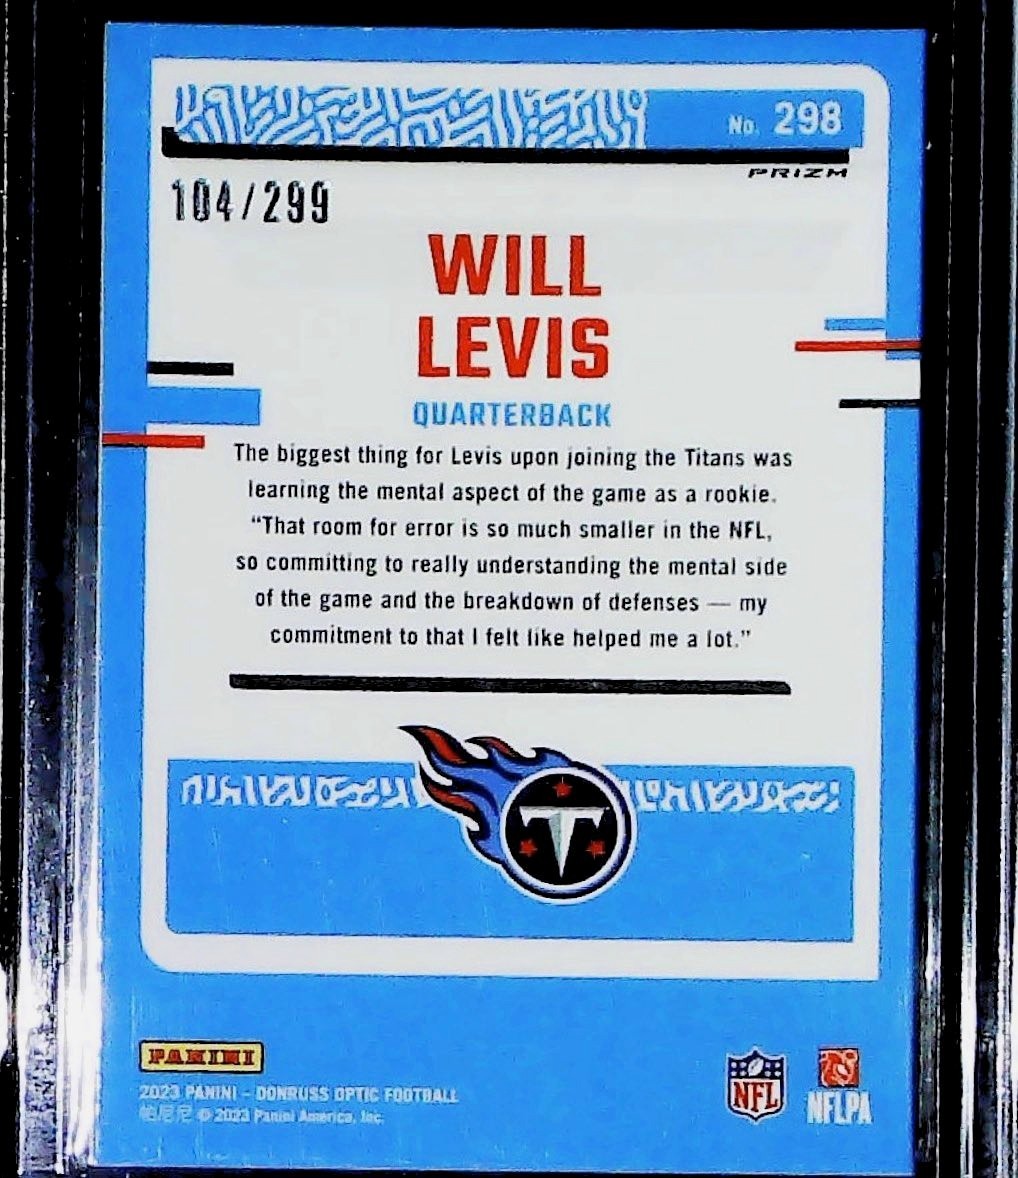 No. 298
PRIZM
104/299
WILL
LEVIS
QUARTERBACK
The biggest thing for Levis upon joining the Titans was
learning the mental aspect of the game as a rookie.
“That room for error is so much smaller in the NFL,
so committing to really understanding the mental side
of the game and the breakdown of defenses — my
commitment to that I felt like helped me a lot.”
T
PANINI
2023 PANINI – DONRUSS OPTIC FOOTBALL
帕尼尼 © 2023 Panini America, Inc.
NFL
NFLPA